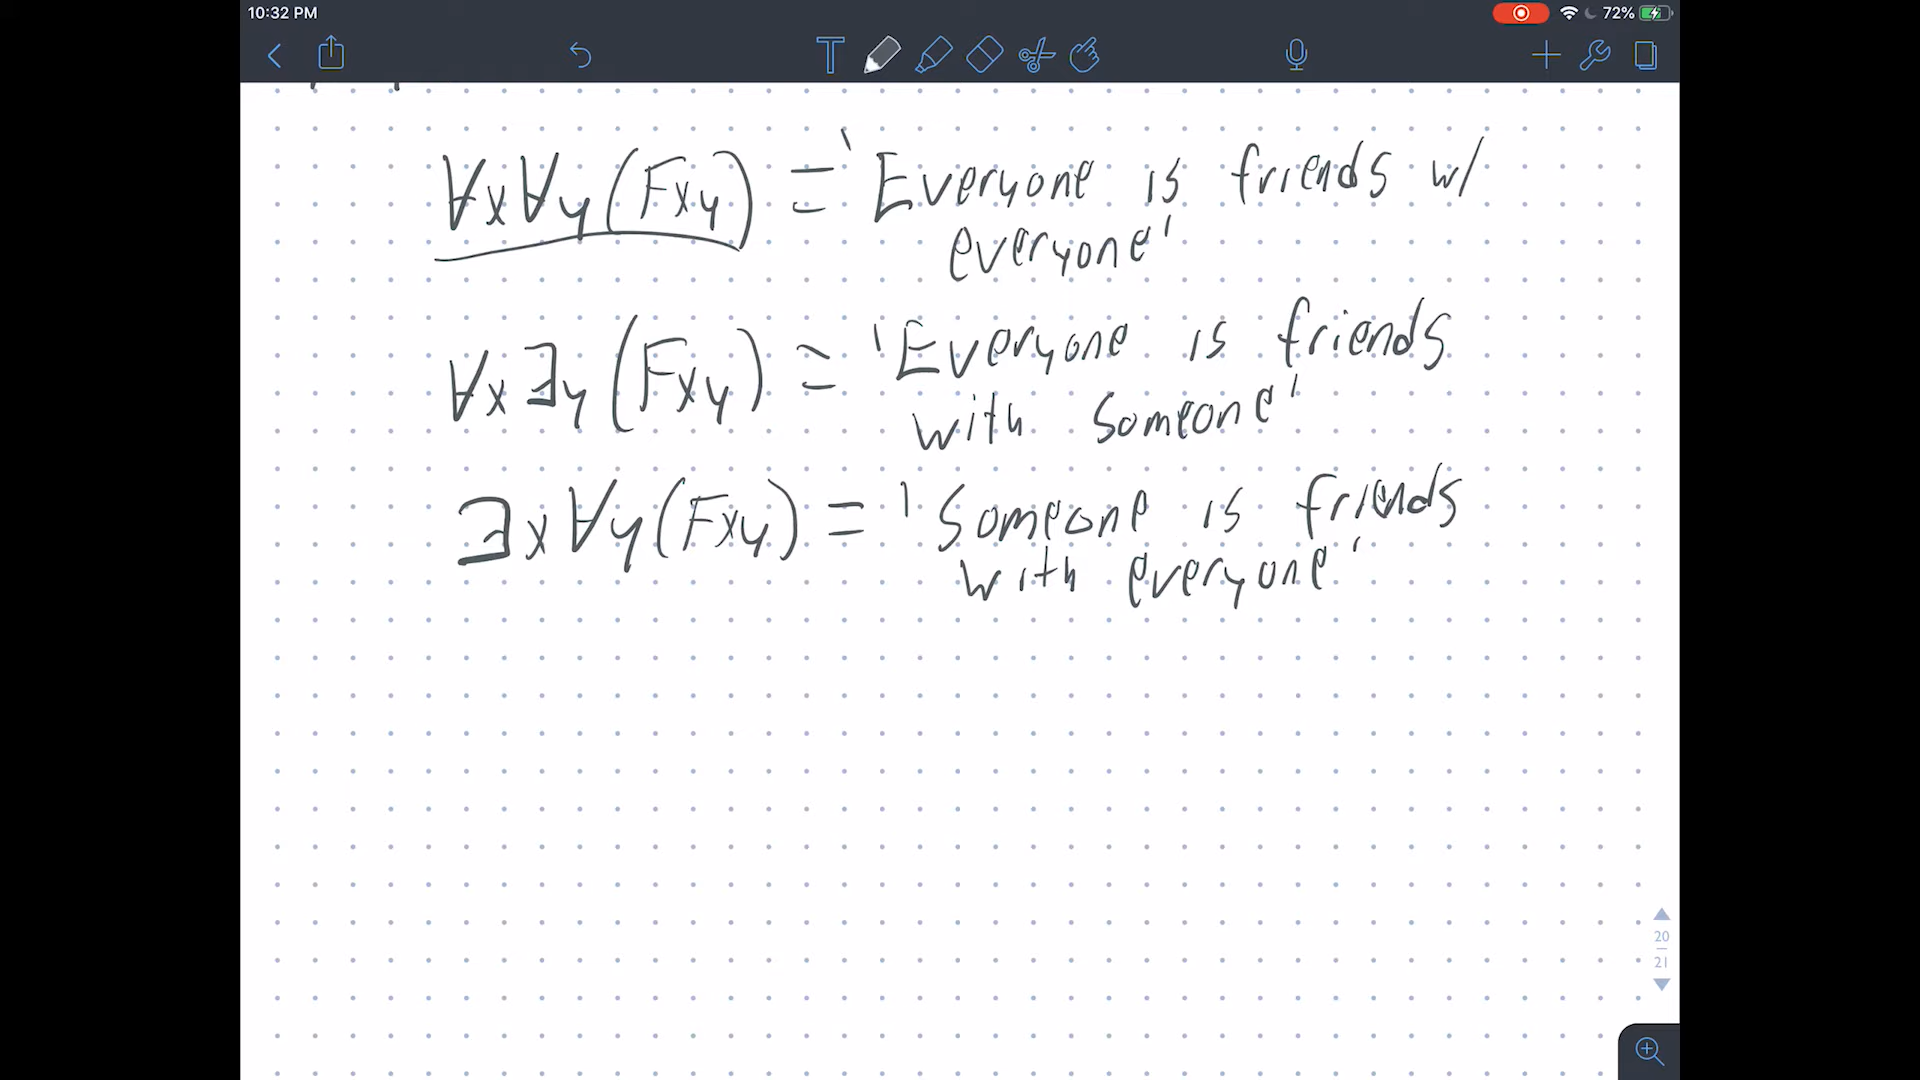 10:32 PM
72%
∀x∀y(Fxy) = 'Everyone is friends w/
everyone'
∀x∃y(Fxy) = 'Everyone is friends
with someone'
∃x∀y(Fxy) = 'Someone is friends
with everyone'
20
21